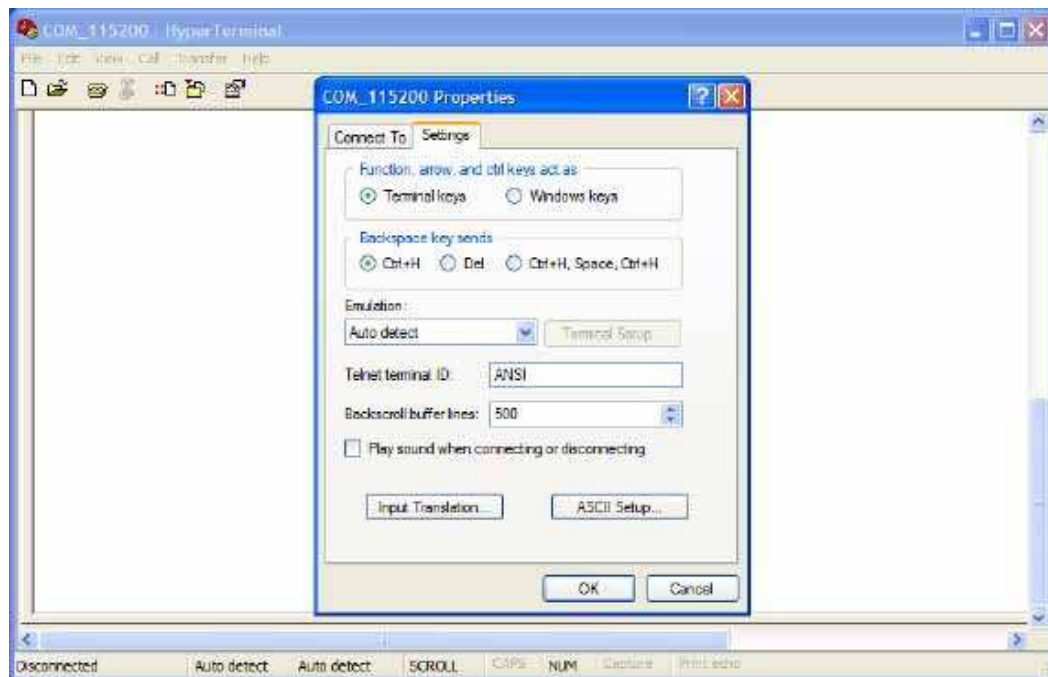 COM_115200 - HyperTerminal
File Edit View Call Transfer Help
COM_115200 Properties
Connect To Settings
Function, arrow, and ctrl keys act as
Terminal keys Windows keys
Backspace key sends
Ctrl+H Del Ctrl+H, Space, Ctrl+H
Emulation:
Auto detect Terminal Setup
Telnet terminal ID: ANSI
Backscroll buffer lines: 500
Play sound when connecting or disconnecting
Input Translation... ASCII Setup...
OK Cancel
Disconnected Auto detect Auto detect SCROLL CAPS NUM Capture Print echo